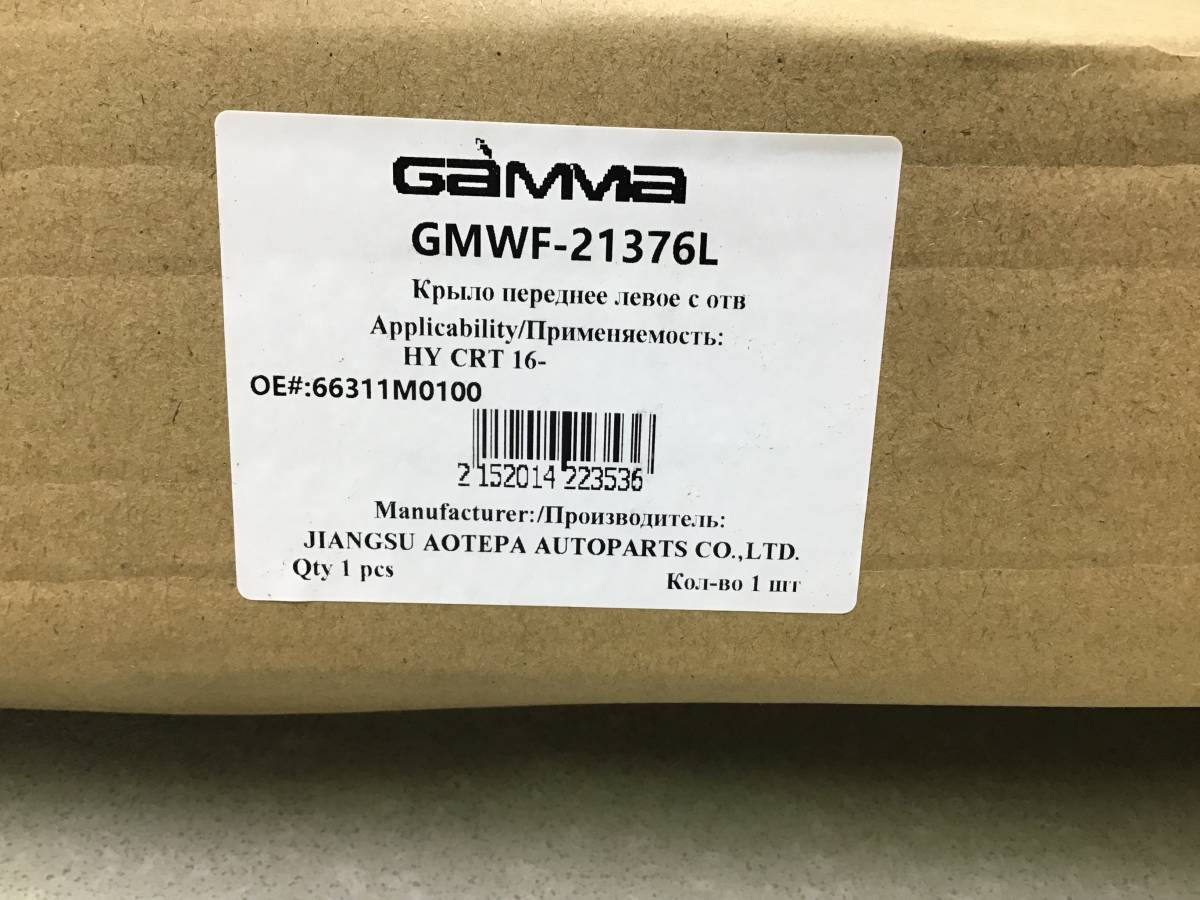 GAMMA
GMWF-21376L
Крыло переднее левое с отв
Applicability/Применяемость:
HY CRT 16-
OE#:66311M0100
2 152014 223536
Manufacturer:/Производитель:
JIANGSU AOTEPA AUTOPARTS CO.,LTD.
Qty 1 pcs
Кол-во 1 шт